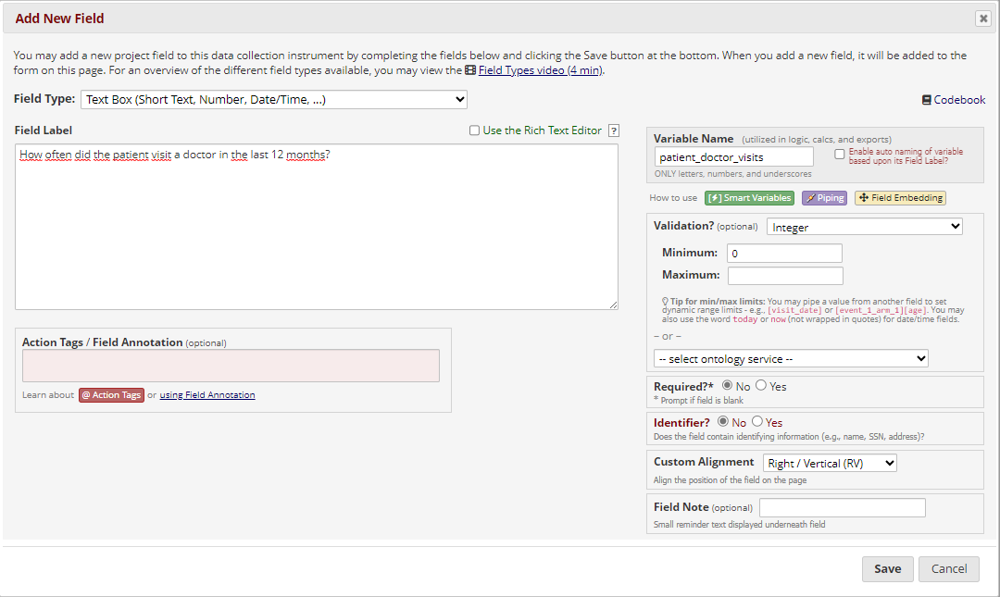 Add New Field
You may add a new project field to this data collection instrument by completing the fields below and clicking the Save button at the bottom. When you add a new field, it will be added to the
form on this page. For an overview of the different field types available, you may view the Field Types video (4 min).
Field Type: Text Box (Short Text, Number, Date/Time, ...)
Codebook
Field Label
Use the Rich Text Editor ?
How often did the patient visit a doctor in the last 12 months?
Action Tags / Field Annotation (optional)
Learn about @ Action Tags or using Field Annotation
Variable Name (utilized in logic, calcs, and exports)
patient_doctor_visits
Enable auto naming of variable
based upon its Field Label?
ONLY letters, numbers, and underscores
How to use [⚡] Smart Variables Piping Field Embedding
Validation? (optional) Integer
Minimum: 0
Maximum:
Tip for min/max limits: You may pipe a value from another field to set
dynamic range limits - e.g., [visit_date] or [event_1_arm_1][age]. You may
also use the word today or now (not wrapped in quotes) for date/time fields.
-- or --
-- select ontology service --
Required?* No Yes
* Prompt if field is blank
Identifier? No Yes
Does the field contain identifying information (e.g., name, SSN, address)?
Custom Alignment Right / Vertical (RV)
Align the position of the field on the page
Field Note (optional)
Small reminder text displayed underneath field
Save Cancel